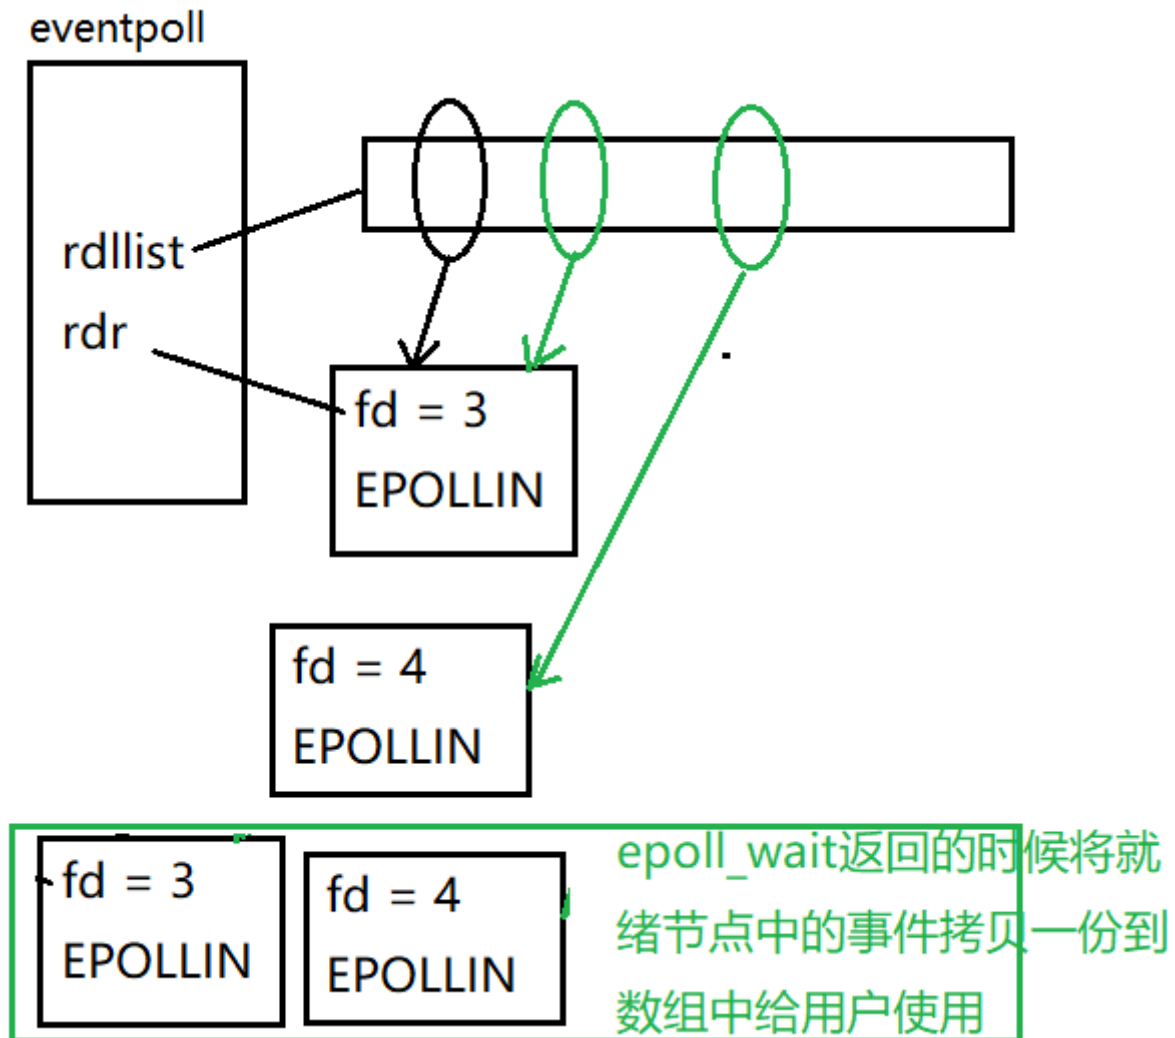 eventpoll
rdllist
rdr
fd = 3
EPOLLIN
fd = 4
EPOLLIN
fd = 3
EPOLLIN
fd = 4
EPOLLIN
epoll_wait返回的时候将就
绪节点中的事件拷贝一份到
数组中给用户使用